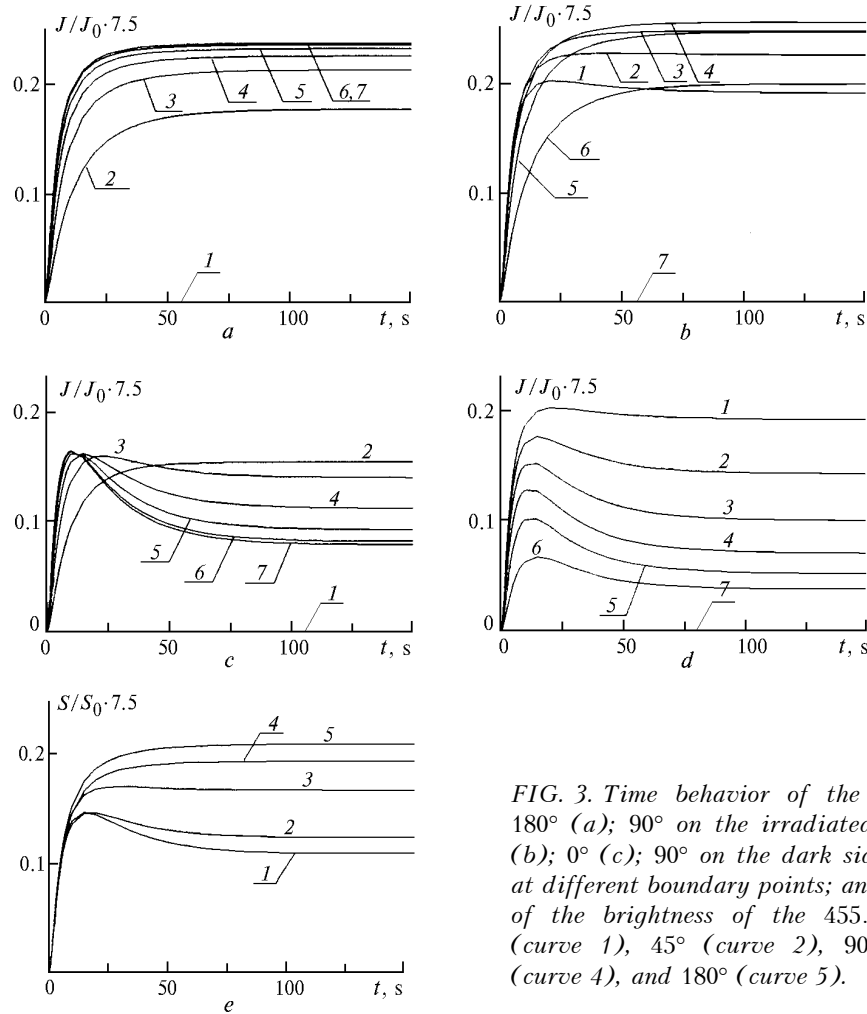 J/J₀·7.5
0.2
0.1
0 50 100 t, s
1 2 3 4 5 6,7
a
J/J₀·7.5
0.2
0.1
0 50 100 t, s
1 2 3 4 5 6 7
b
J/J₀·7.5
0.2
0.1
0
0 50 100 t, s
1 2 3 4 5 6 7
c
J/J₀·7.5
0.2
0.1
0
0 50 100 t, s
1 2 3 4 5 6 7
d
S/S₀·7.5
0.2
0.1
0 50 100 t, s
1 2 3 4 5
e
FIG. 3. Time behavior of the
180° (a); 90° on the irradiated
(b); 0° (c); 90° on the dark sid
at different boundary points; an
of the brightness of the 455.
(curve 1), 45° (curve 2), 90
(curve 4), and 180° (curve 5).